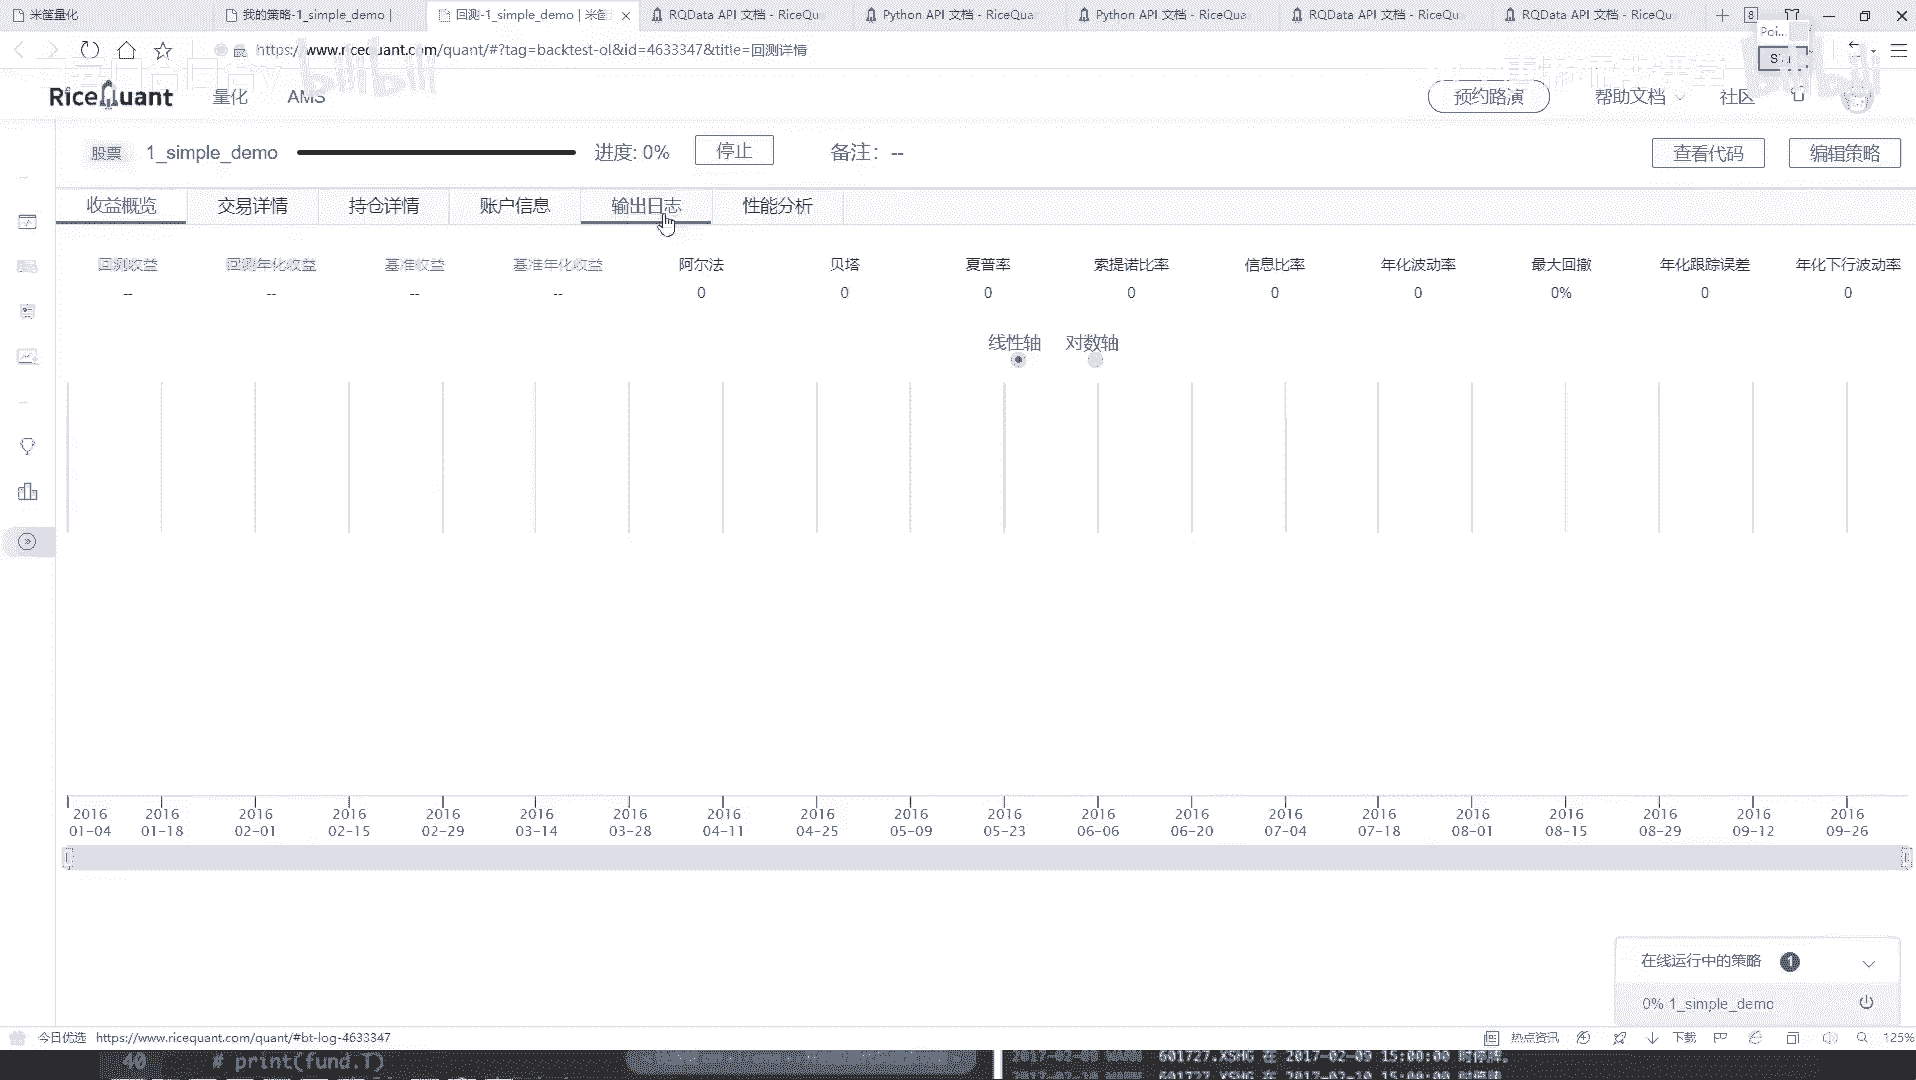 米筐量化
我的策略-1_simple_demo |
回测-1_simple_demo | 米筐
RQData API 文档 - RiceQu
Python API 文档 - RiceQua
Python API 文档 - RiceQua
RQData API 文档 - RiceQu
RQData API 文档 - RiceQu
8
Poi...
https://www.ricequant.com/quant/#?tag=backtest-ol&id=4633347&title=回测详情
bilibili
RiceQuant
量化
AMS
预约路演
帮助文档
社区
股票
1_simple_demo
进度: 0%
停止
备注: --
查看代码
编辑策略
收益概览
交易详情
持仓详情
账户信息
输出日志
性能分析
回测收益 回测年化收益 基准收益 基准年化收益 阿尔法 贝塔 夏普率 索提诺比率 信息比率 年化波动率 最大回撤 年化跟踪误差 年化下行波动率
-- -- -- -- 0 0 0 0 0 0 0% 0 0
线性轴 对数轴
2016 2016 2016 2016 2016 2016 2016 2016 2016 2016 2016 2016 2016 2016 2016 2016 2016 2016 2016 2016
01-04 01-18 02-01 02-15 02-29 03-14 03-28 04-11 04-25 05-09 05-23 06-06 06-20 07-04 07-18 08-01 08-15 08-29 09-12 09-26
在线运行中的策略 1
0% 1_simple_demo
今日优选 https://www.ricequant.com/quant/#bt-log-4633347
热点资讯
下载
125%
40 # print(fund.T)
2017-02-09 WARN 601727.XSHG 在 2017-02-09 15:00:00 时停牌。
2017-02-10 WARN 601727.XSHG 在 2017-02-10 15:00:00 时停牌。